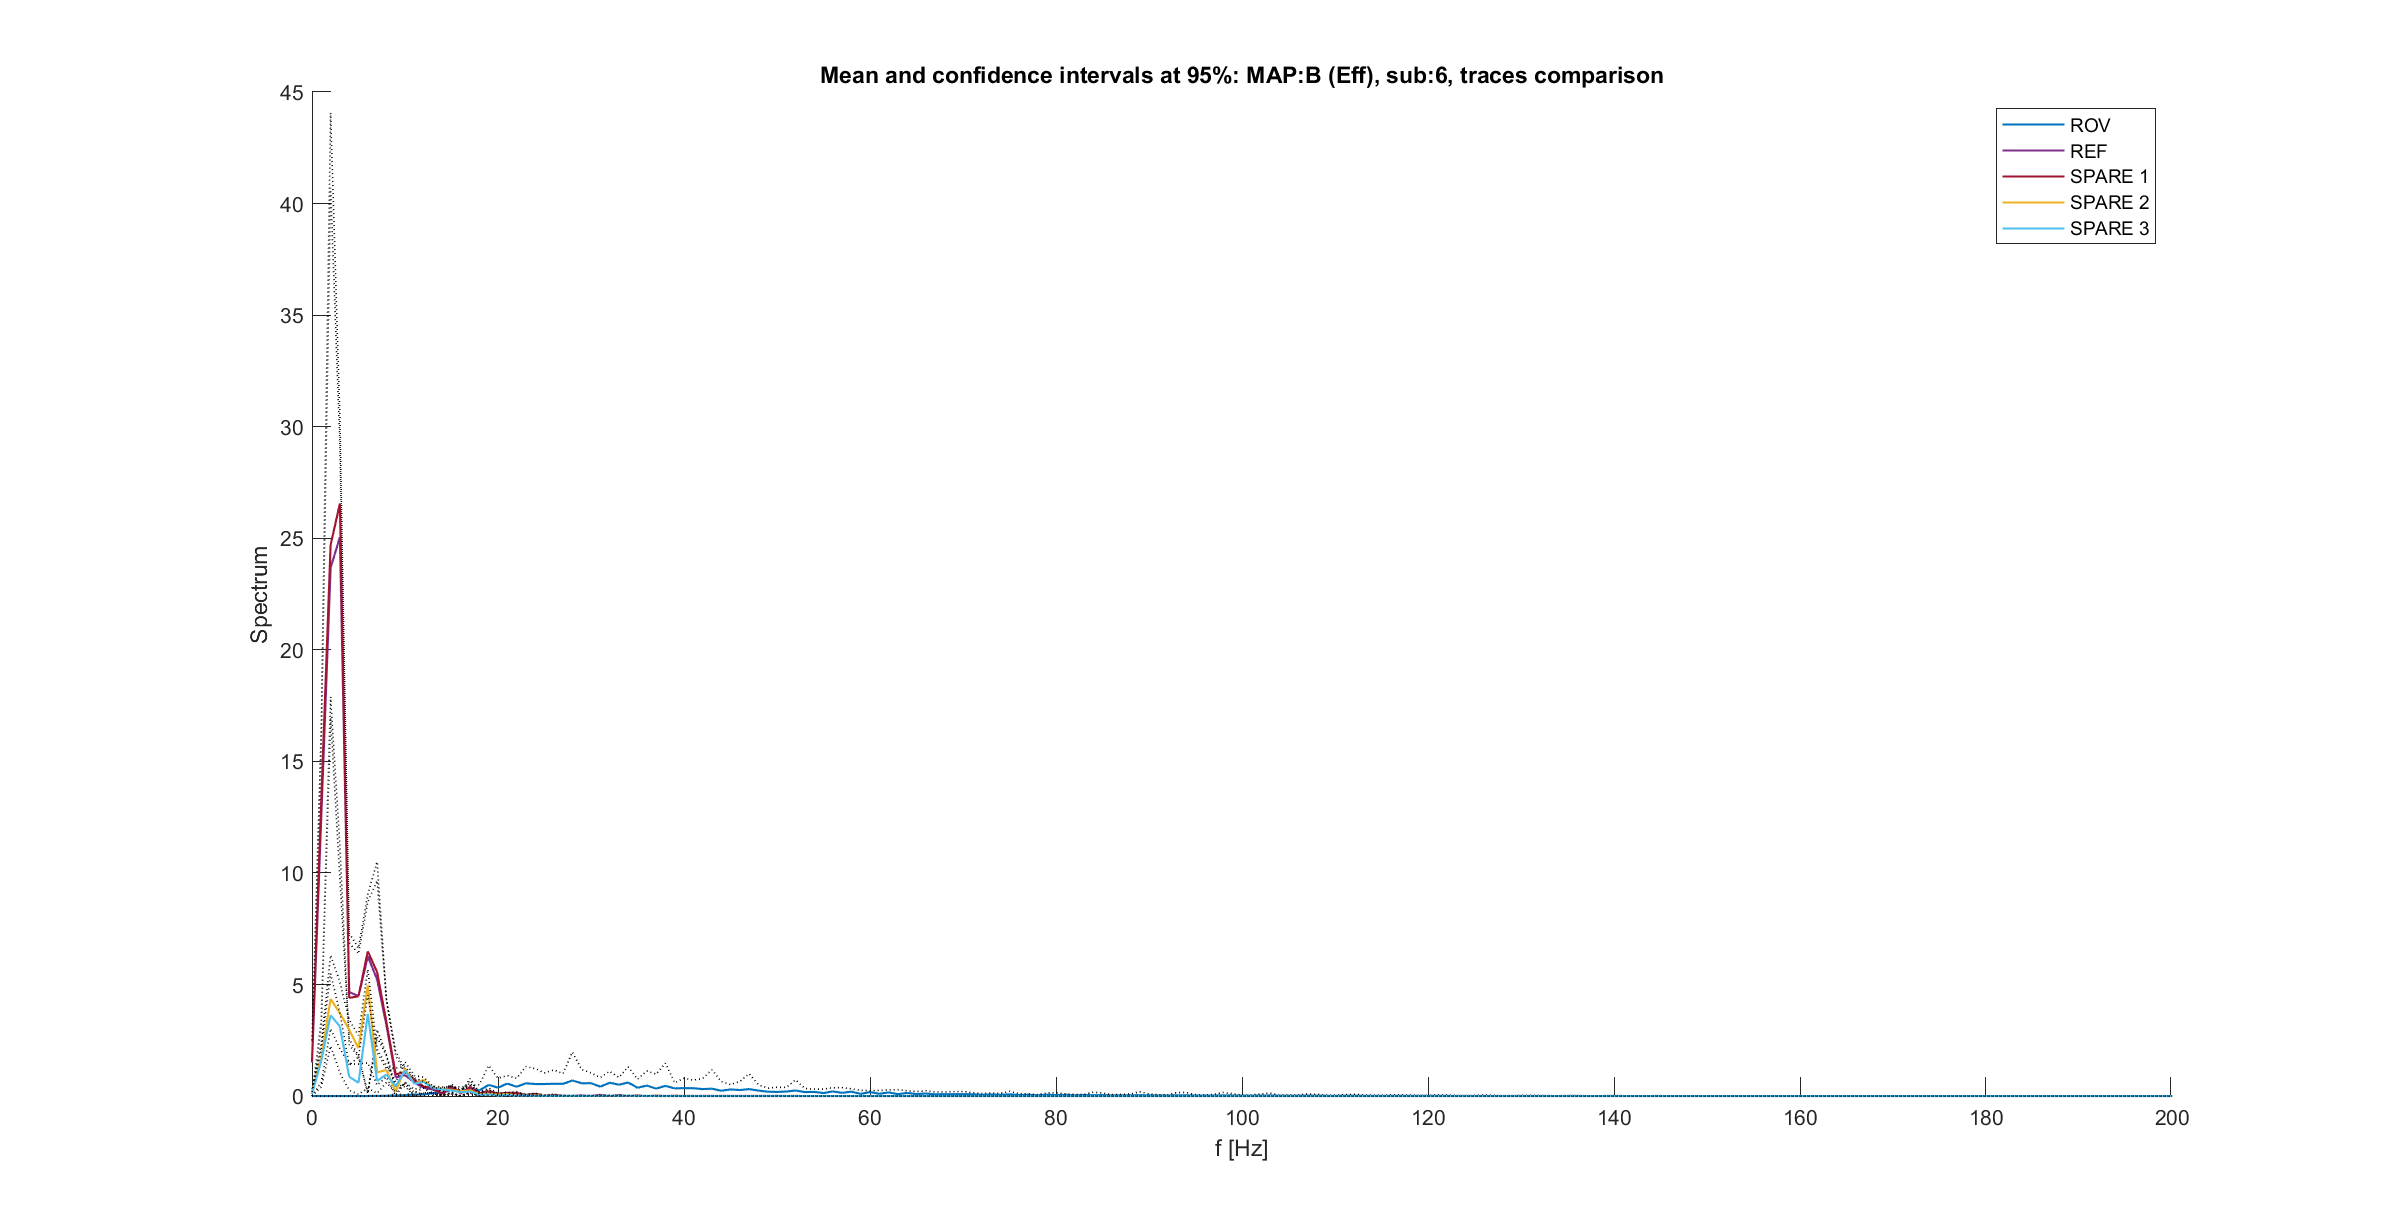 Mean and confidence intervals at 95%: MAP:B (Eff), sub:6, traces comparison
45
40
35
30
25
20
15
10
5
0
Spectrum
ROV
REF
SPARE 1
SPARE 2
SPARE 3
0 20 40 60 80 100 120 140 160 180 200
f [Hz]